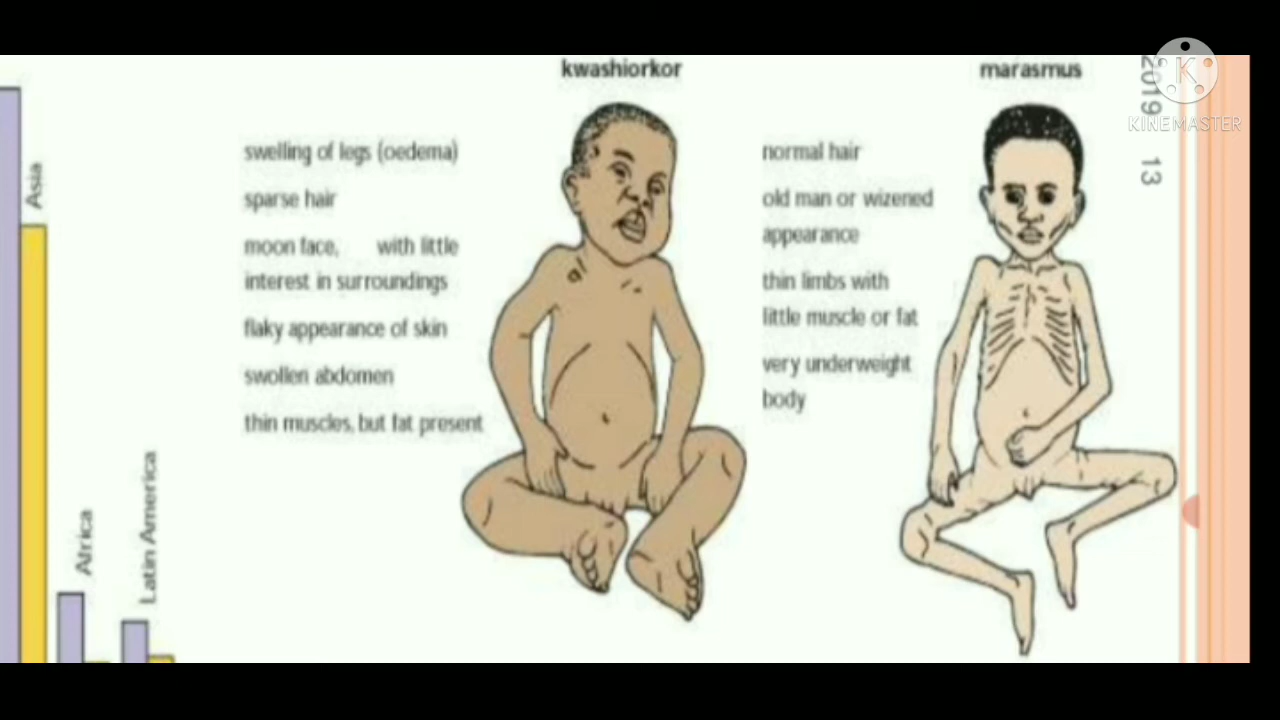 kwashiorkor
swelling of legs (oedema)
sparse hair
moon face, with little
interest in surroundings
flaky appearance of skin
swollen abdomen
thin muscles, but fat present
marasmus
normal hair
old man or wizened
appearance
thin limbs with
little muscle or fat
very underweight
body
Asia
Africa
Latin America
2019 13
K
KINEMASTER